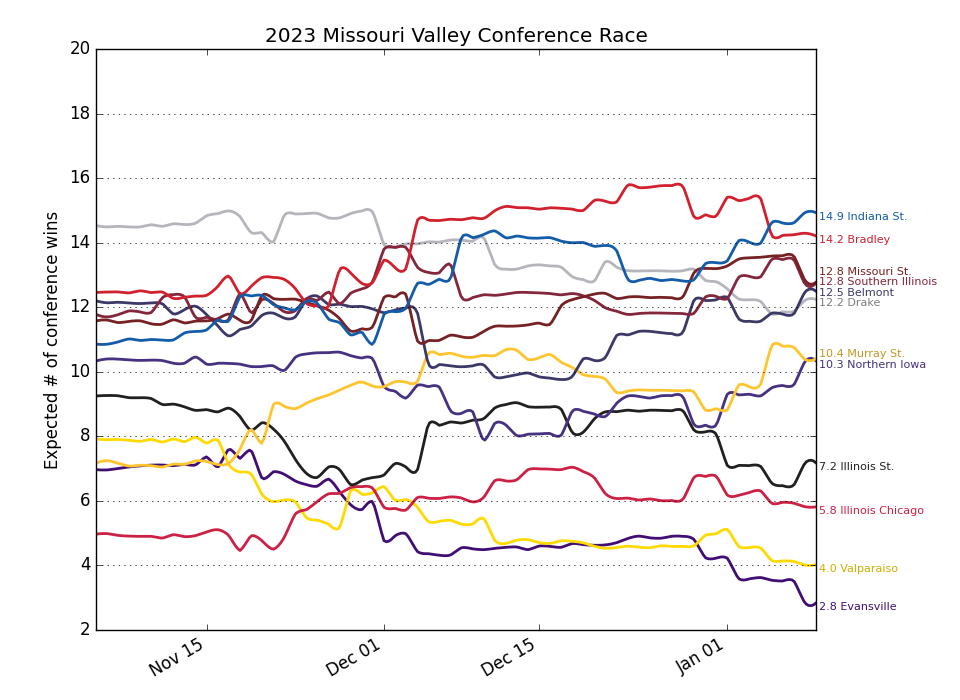 2023 Missouri Valley Conference Race
Expected # of conference wins
20
18
16
14
12
10
8
6
4
2
Nov 15
Dec 01
Dec 15
Jan 01
14.9 Indiana St.
14.2 Bradley
12.8 Missouri St.
12.8 Southern Illinois
12.5 Belmont
12.2 Drake
10.4 Murray St.
10.3 Northern Iowa
7.2 Illinois St.
5.8 Illinois Chicago
4.0 Valparaiso
2.8 Evansville